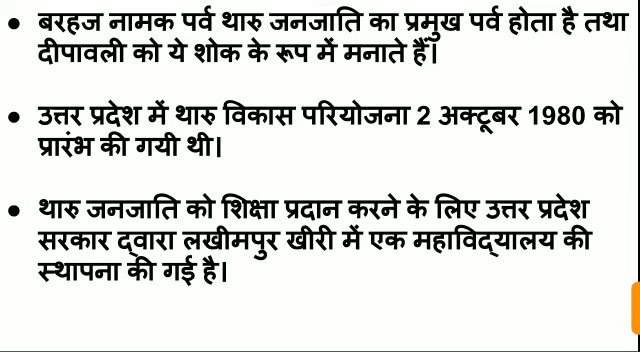 ● बरहज नामक पर्व थारु जनजाति का प्रमुख पर्व होता है तथा
दीपावली को ये शोक के रूप में मनाते हैं।
● उत्तर प्रदेश में थारु विकास परियोजना 2 अक्टूबर 1980 को
प्रारंभ की गयी थी।
● थारु जनजाति को शिक्षा प्रदान करने के लिए उत्तर प्रदेश
सरकार द्वारा लखीमपुर खीरी में एक महाविद्यालय की
स्थापना की गई है।